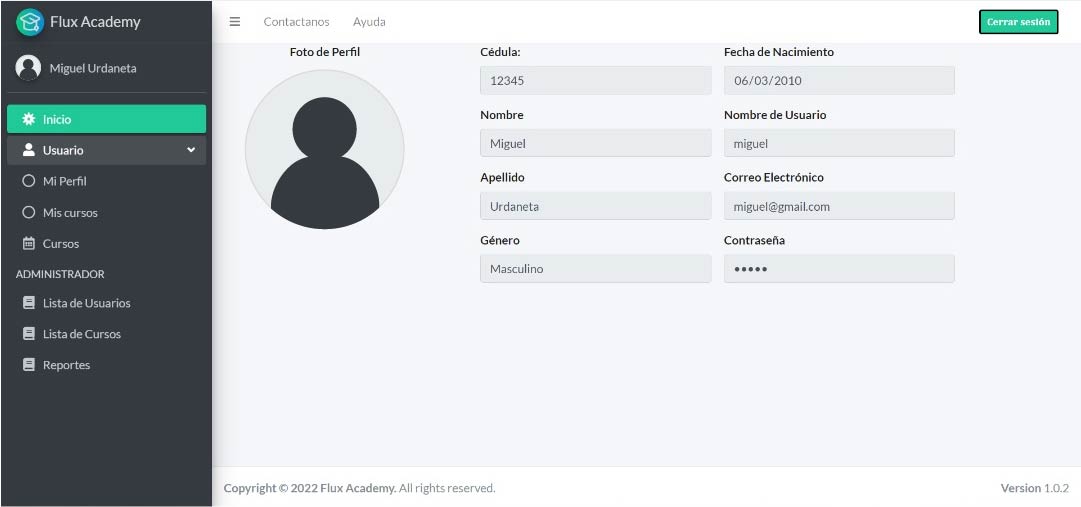 Flux Academy
Contactanos Ayuda
Cerrar sesión
Miguel Urdaneta
Inicio
Usuario
Mi Perfil
Mis cursos
Cursos
ADMINISTRADOR
Lista de Usuarios
Lista de Cursos
Reportes
Foto de Perfil
Cédula:
12345
Fecha de Nacimiento
06/03/2010
Nombre
Miguel
Nombre de Usuario
miguel
Apellido
Urdaneta
Correo Electrónico
miguel@gmail.com
Género
Masculino
Contraseña
•••••
Copyright © 2022 Flux Academy. All rights reserved.
Version 1.0.2